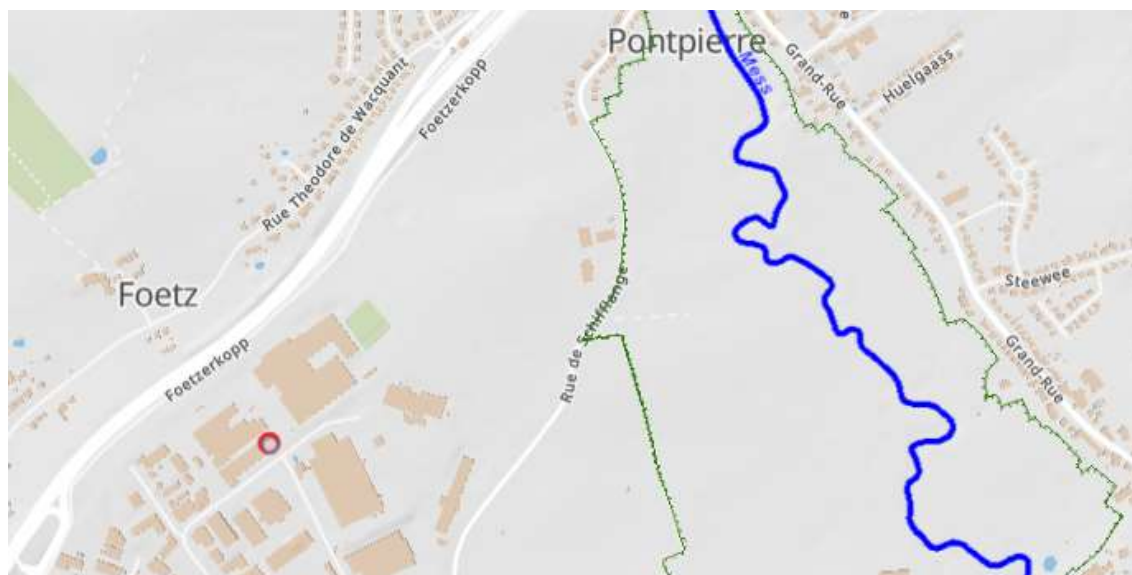 Pontpierre
Mess
Grand-Rue
Huelgaass
Rue Theodore de Wacquant
Foetzerkopp
Foetz
Steewee
Rue de Schifflange
Foetzerkopp
Grand-Rue